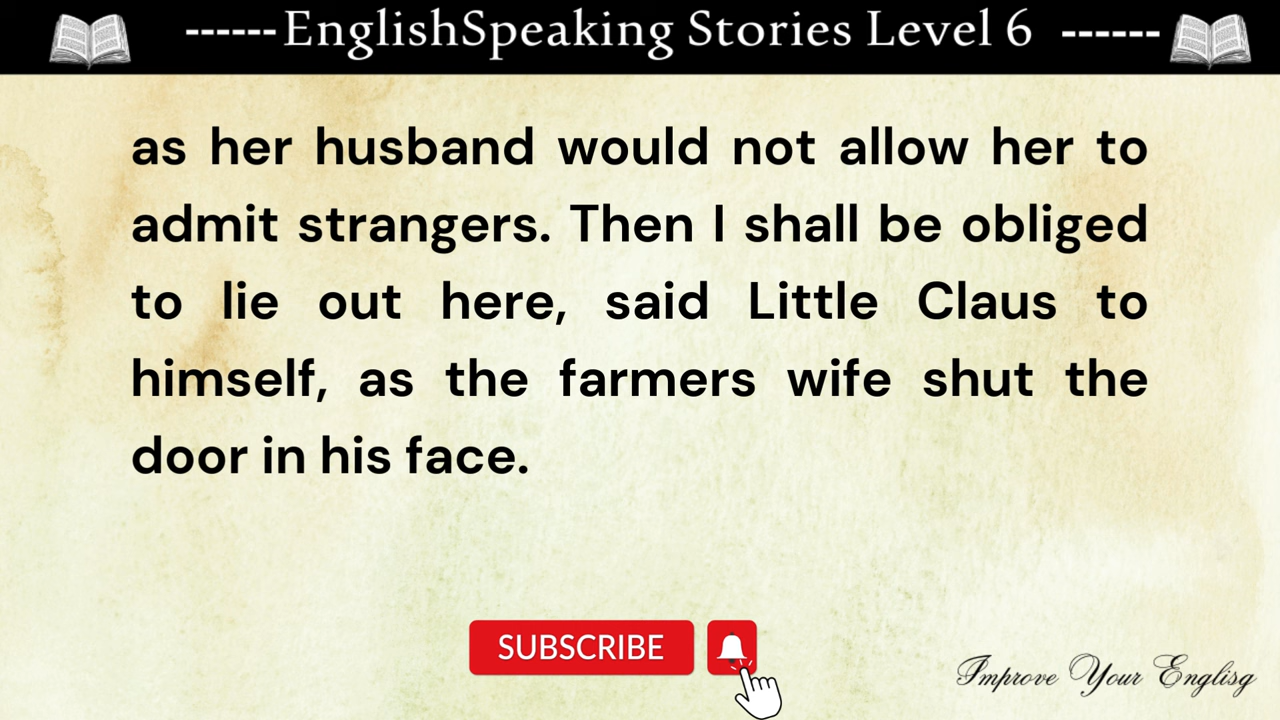 ------EnglishSpeaking Stories Level 6 ------
as her husband would not allow her to
admit strangers. Then I shall be obliged
to lie out here, said Little Claus to
himself, as the farmers wife shut the
door in his face.
SUBSCRIBE
Improve Your Englisg